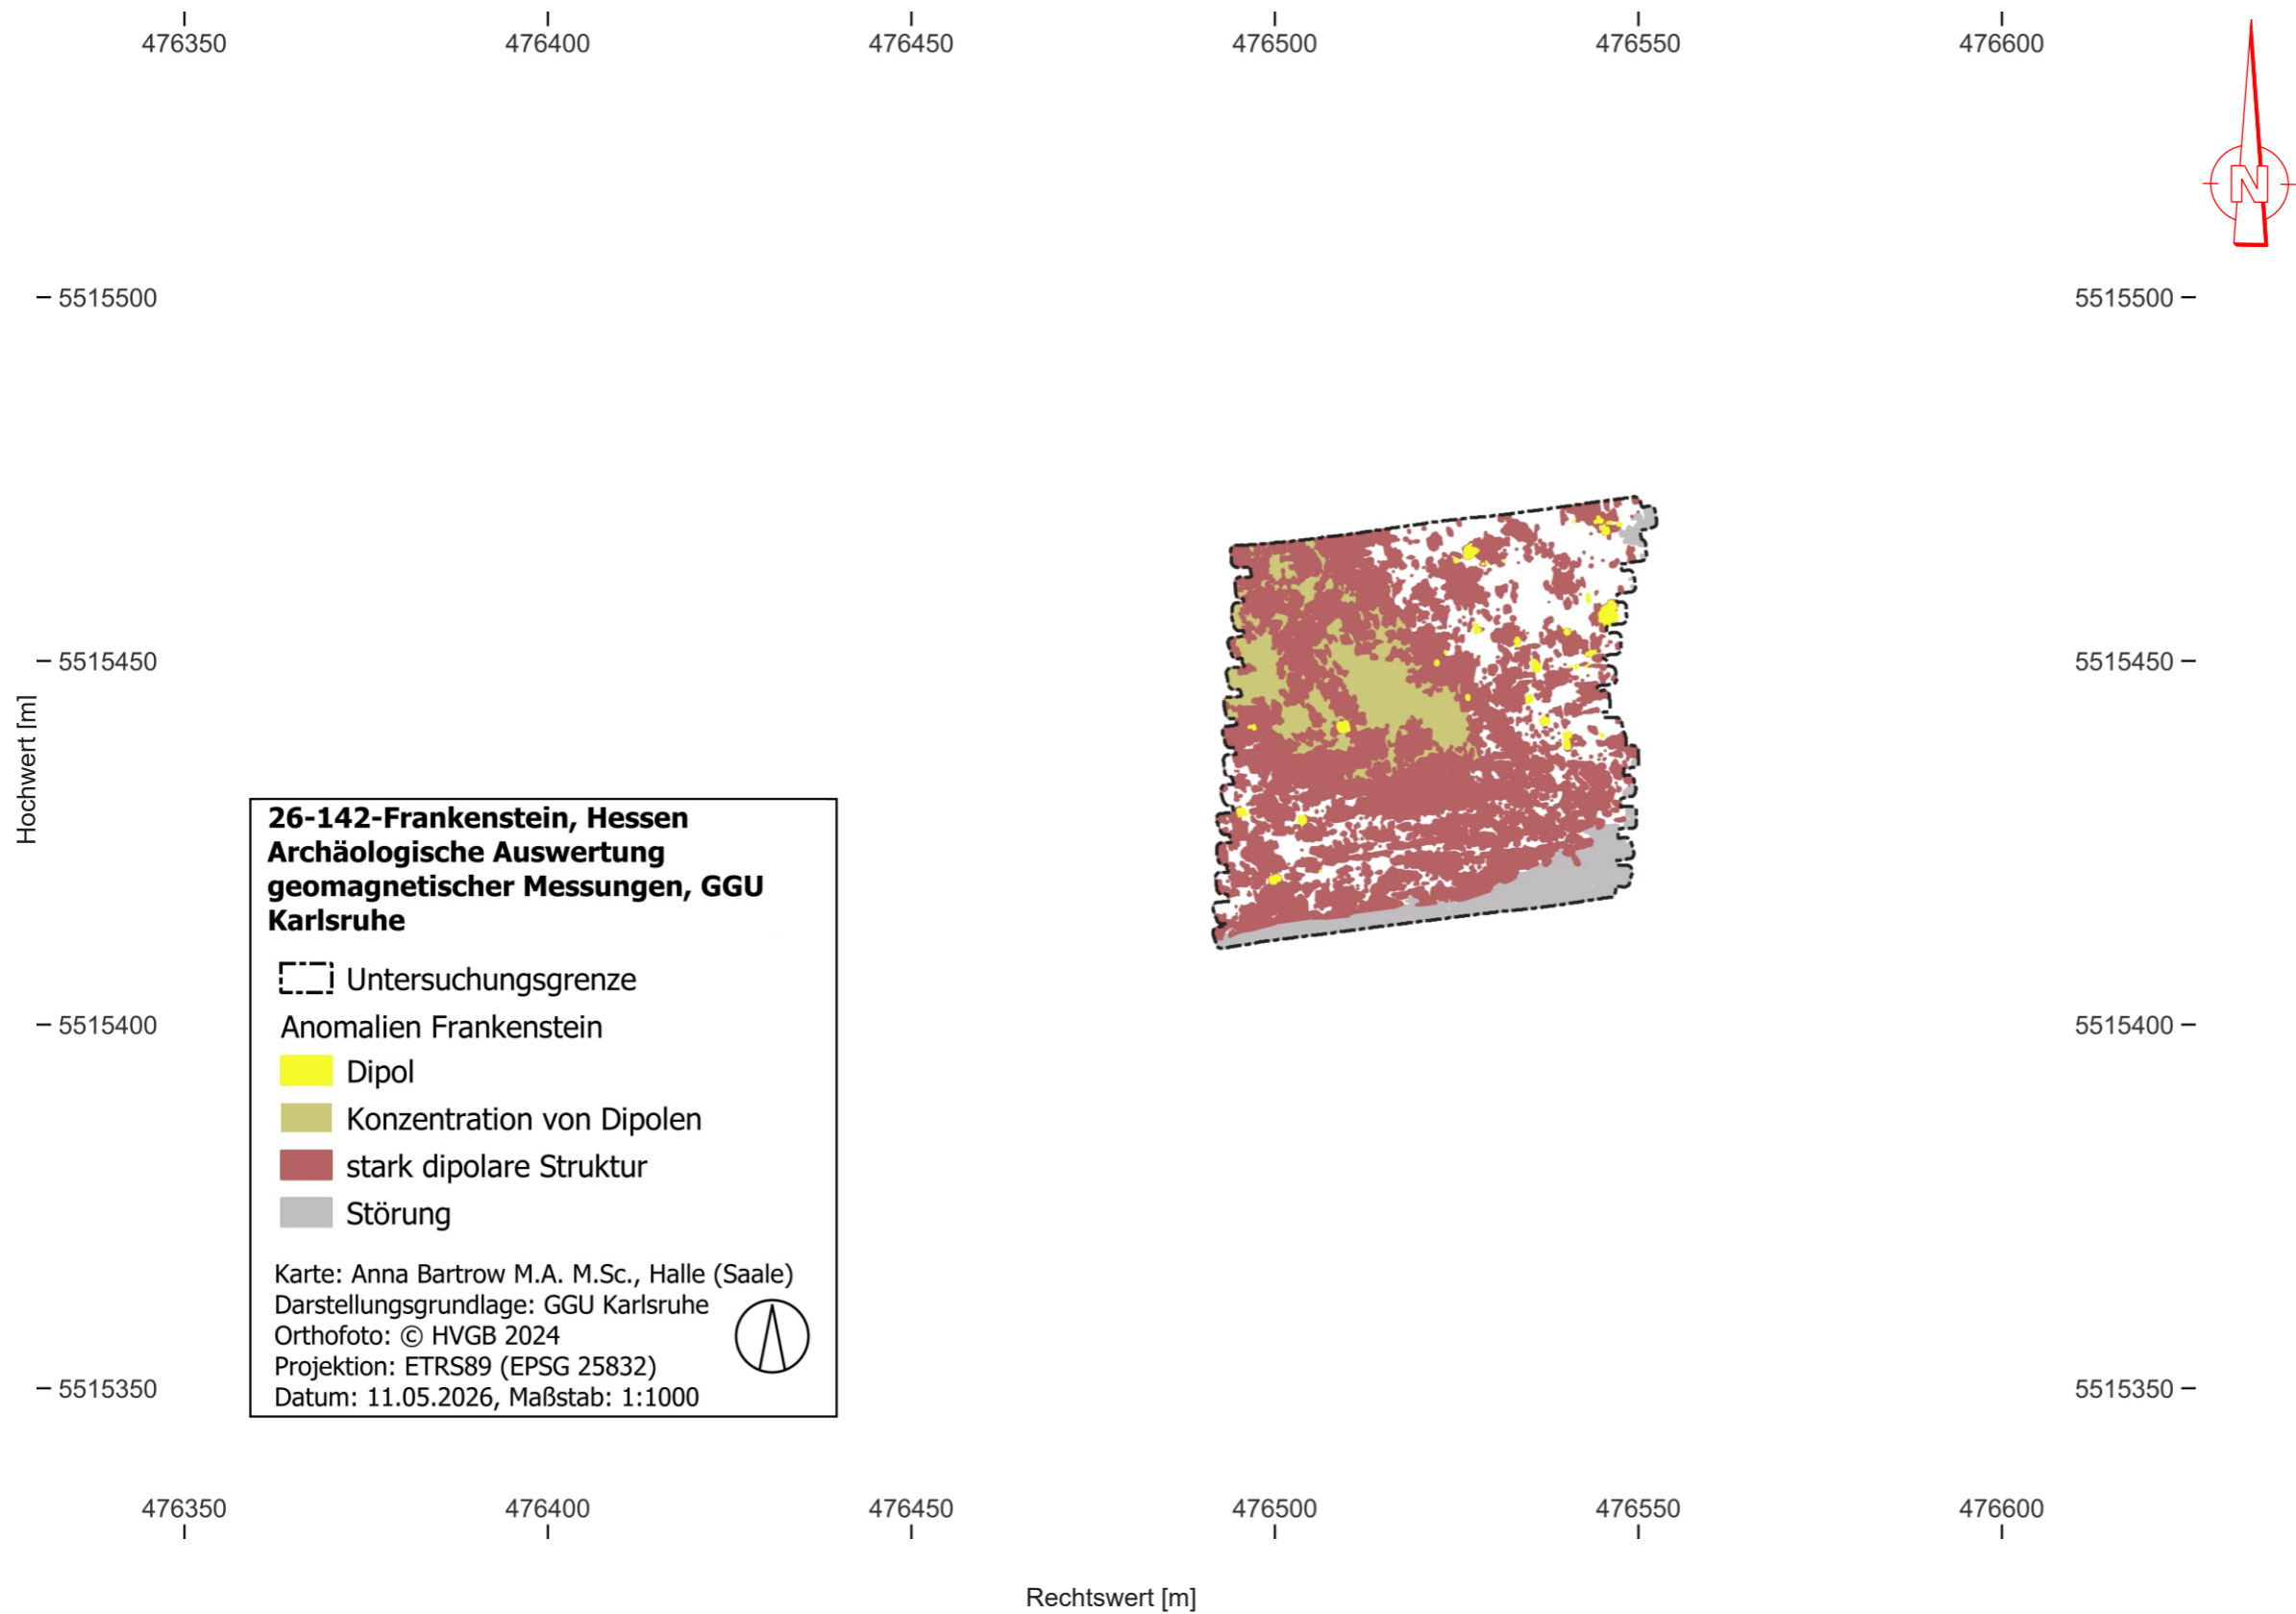 476350 476400 476450 476500 476550 476600
N
5515500 5515500
5515450 5515450
Hochwert [m]
26-142-Frankenstein, Hessen
Archäologische Auswertung
geomagnetischer Messungen, GGU
Karlsruhe
Untersuchungsgrenze
Anomalien Frankenstein
5515400 5515400
Dipol
Konzentration von Dipolen
stark dipolare Struktur
Störung
Karte: Anna Bartrow M.A. M.Sc., Halle (Saale)
Darstellungsgrundlage: GGU Karlsruhe
Orthofoto: © HVGB 2024
Projektion: ETRS89 (EPSG 25832)
Datum: 11.05.2026, Maßstab: 1:1000
5515350 5515350
476350 476400 476450 476500 476550 476600
Rechtswert [m]